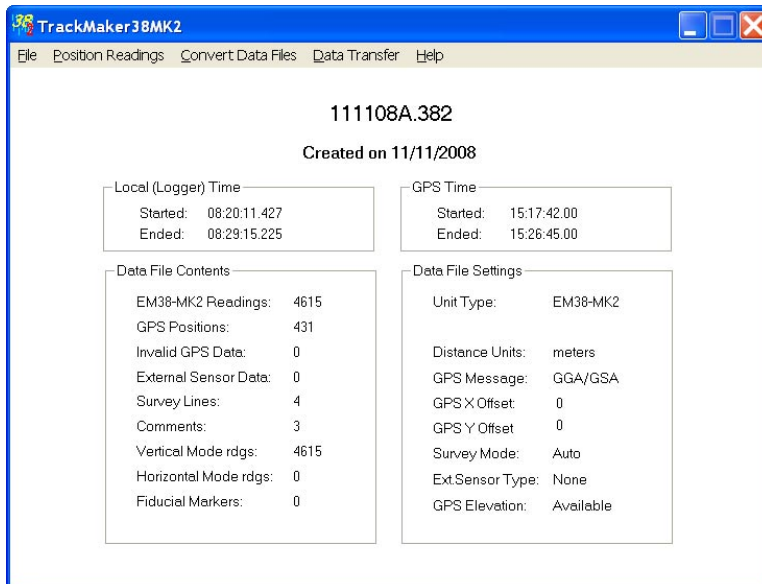 TrackMaker38MK2
File Position Readings Convert Data Files Data Transfer Help
111108A.382
Created on 11/11/2008
Local (Logger) Time
Started: 08:20:11.427
Ended: 08:29:15.225
GPS Time
Started: 15:17:42.00
Ended: 15:26:45.00
Data File Contents
EM38-MK2 Readings: 4615
GPS Positions: 431
Invalid GPS Data: 0
External Sensor Data: 0
Survey Lines: 4
Comments: 3
Vertical Mode rdgs: 4615
Horizontal Mode rdgs: 0
Fiducial Markers: 0
Data File Settings
Unit Type: EM38-MK2
Distance Units: meters
GPS Message: GGA/GSA
GPS X Offset: 0
GPS Y Offset 0
Survey Mode: Auto
Ext.Sensor Type: None
GPS Elevation: Available